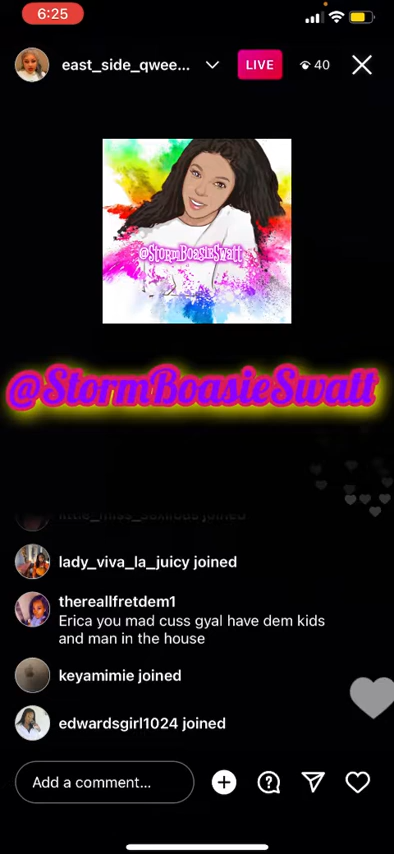 6:25
east_side_qwee...
LIVE
40
@StormBoasieSwatt
@StormBoasieSwatt
joined
lady_viva_la_juicy joined
thereallfretdem1
Erica you mad cuss gyal have dem kids
and man in the house
keyamimie joined
edwardsgirl1024 joined
Add a comment...